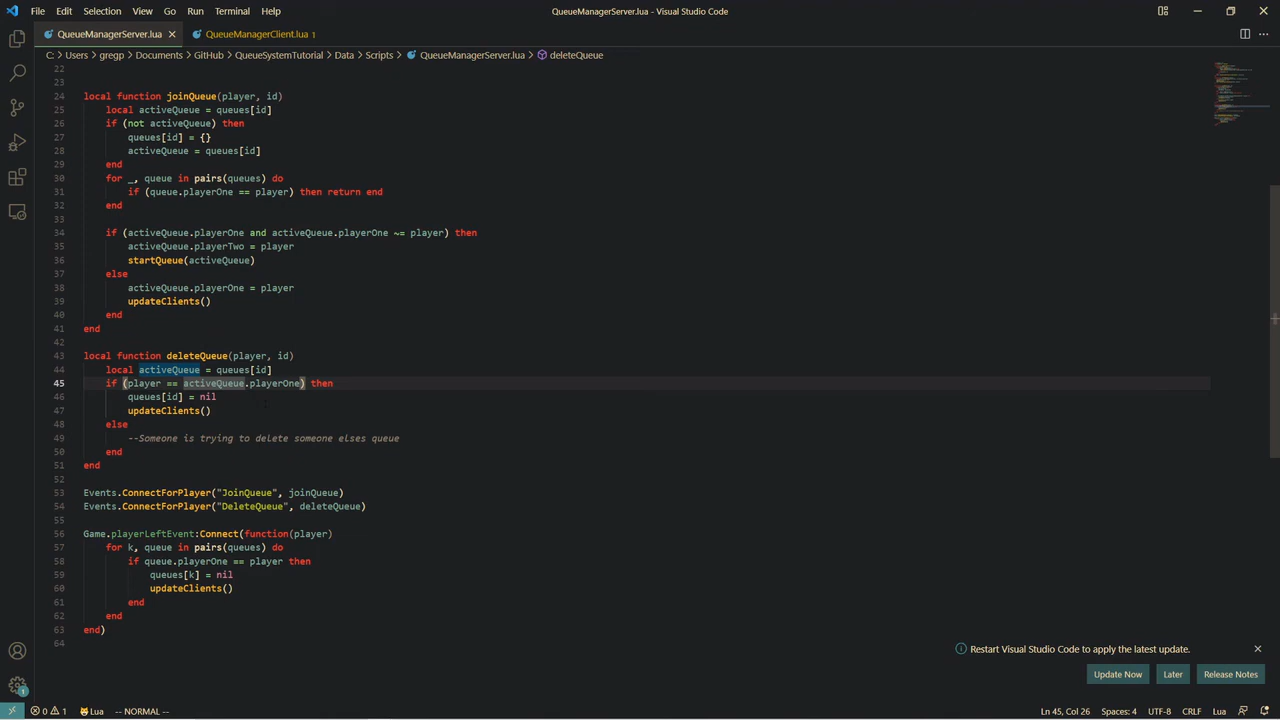 File Edit Selection View Go Run Terminal Help QueueManagerServer.lua - Visual Studio Code
QueueManagerServer.lua QueueManagerClient.lua 1
C: > Users > gregp > Documents > GitHub > QueueSystemTutorial > Data > Scripts > QueueManagerServer.lua > deleteQueue
22
23
24 local function joinQueue(player, id)
25 local activeQueue = queues[id]
26 if (not activeQueue) then
27 queues[id] = {}
28 activeQueue = queues[id]
29 end
30 for _, queue in pairs(queues) do
31 if (queue.playerOne == player) then return end
32 end
33
34 if (activeQueue.playerOne and activeQueue.playerOne ~= player) then
35 activeQueue.playerTwo = player
36 startQueue(activeQueue)
37 else
38 activeQueue.playerOne = player
39 updateClients()
40 end
41 end
42
43 local function deleteQueue(player, id)
44 local activeQueue = queues[id]
45 if (player == activeQueue.playerOne) then
46 queues[id] = nil
47 updateClients()
48 else
49 --Someone is trying to delete someone elses queue
50 end
51 end
52
53 Events.ConnectForPlayer("JoinQueue", joinQueue)
54 Events.ConnectForPlayer("DeleteQueue", deleteQueue)
55
56 Game.playerLeftEvent:Connect(function(player)
57 for k, queue in pairs(queues) do
58 if queue.playerOne == player then
59 queues[k] = nil
60 updateClients()
61 end
62 end
63 end)
64
Restart Visual Studio Code to apply the latest update.
Update Now Later Release Notes
1
0 1 Lua -- NORMAL -- Ln 45, Col 26 Spaces: 4 UTF-8 CRLF Lua